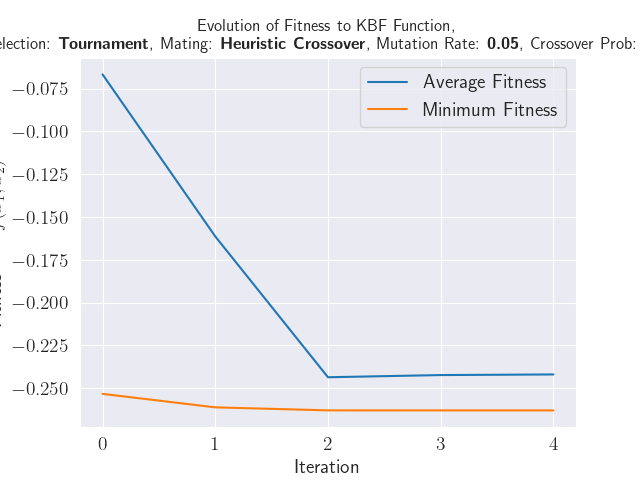 Evolution of Fitness to KBF Function,
election: Tournament, Mating: Heuristic Crossover, Mutation Rate: 0.05, Crossover Prob:
Average Fitness
Minimum Fitness
−0.075
−0.100
−0.125
−0.150
−0.175
−0.200
−0.225
−0.250
0 1 2 3 4
Iteration